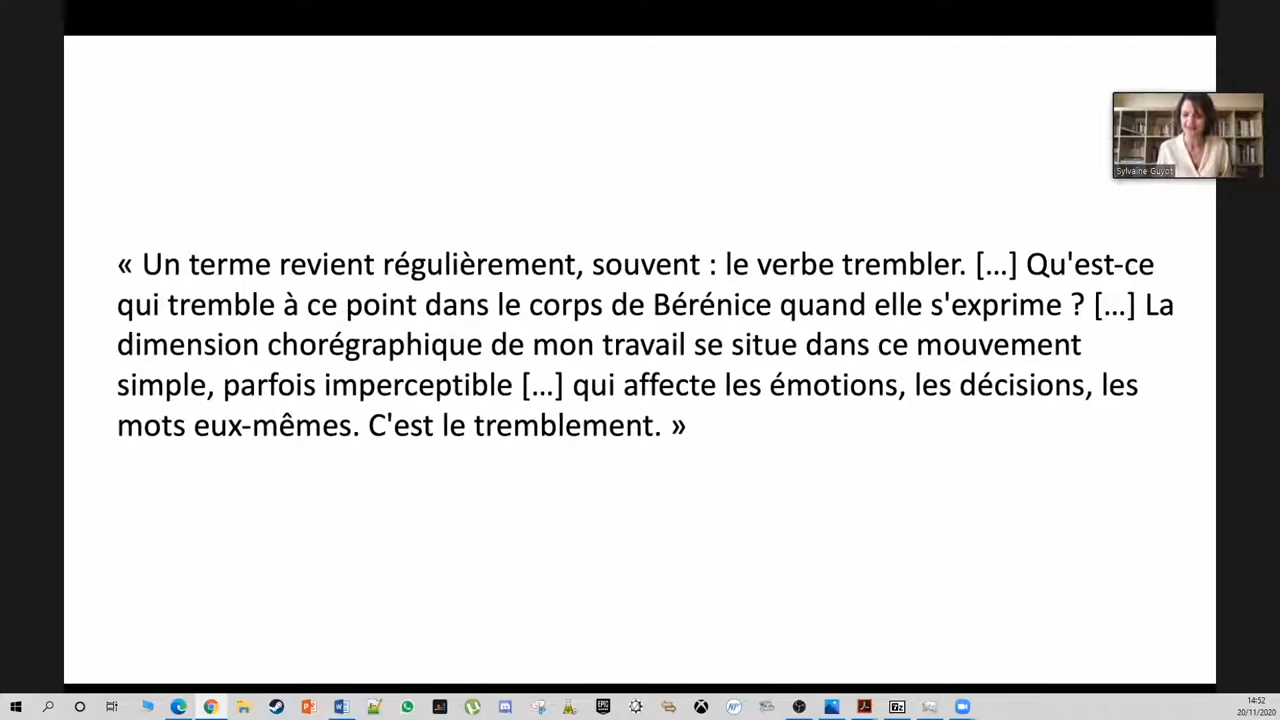 Sylvaine Guyot
« Un terme revient régulièrement, souvent : le verbe trembler. [...] Qu'est-ce
qui tremble à ce point dans le corps de Bérénice quand elle s'exprime ? [...] La
dimension chorégraphique de mon travail se situe dans ce mouvement
simple, parfois imperceptible [...] qui affecte les émotions, les décisions, les
mots eux-mêmes. C'est le tremblement. »
14:52
20/11/2020